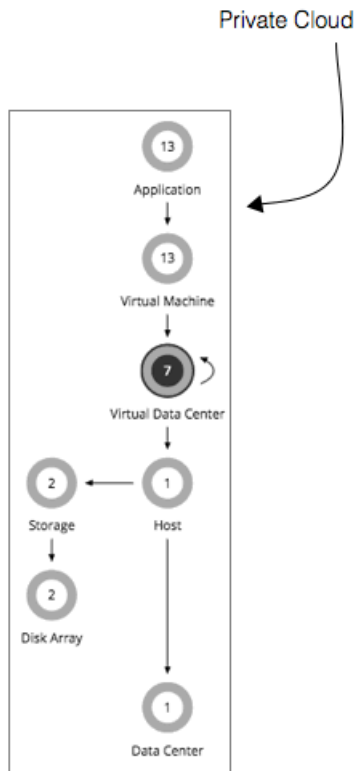 Private Cloud
13
Application
13
Virtual Machine
7
Virtual Data Center
2
1
Storage
Host
2
Disk Array
1
Data Center